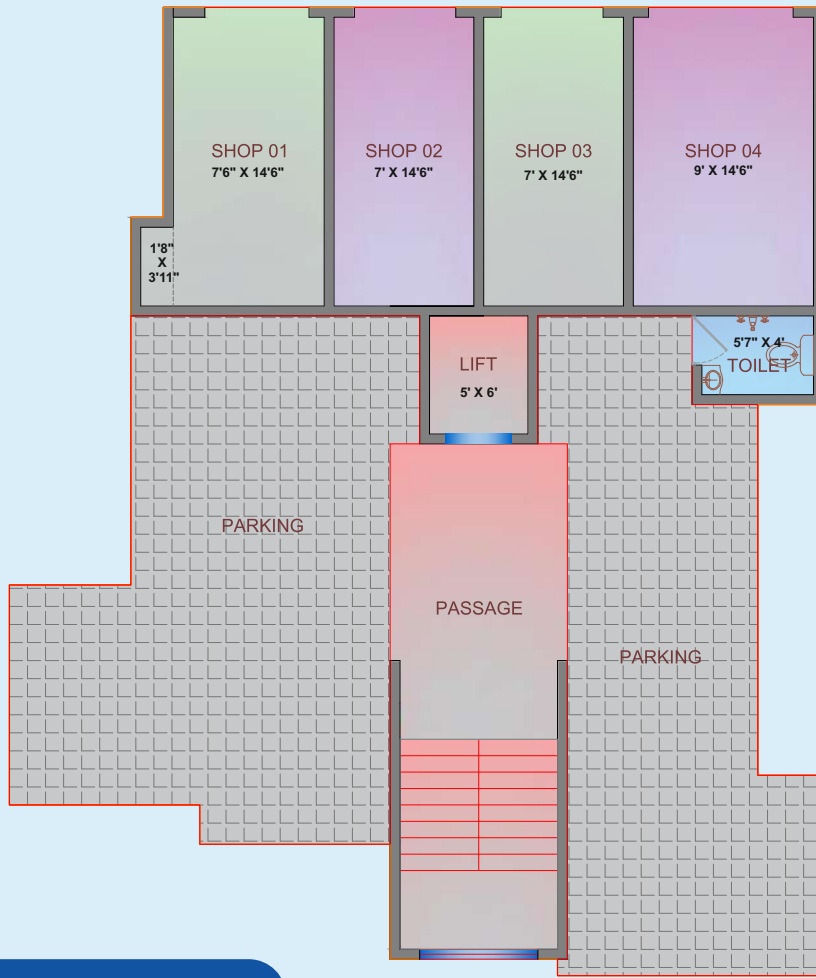 SHOP 01
7'6" X 14'6"
SHOP 02
7' X 14'6"
SHOP 03
7' X 14'6"
SHOP 04
9' X 14'6"
1'8"
X
3'11"
LIFT
5' X 6'
5'7" X 4'
TOILET
PARKING
PASSAGE
PARKING